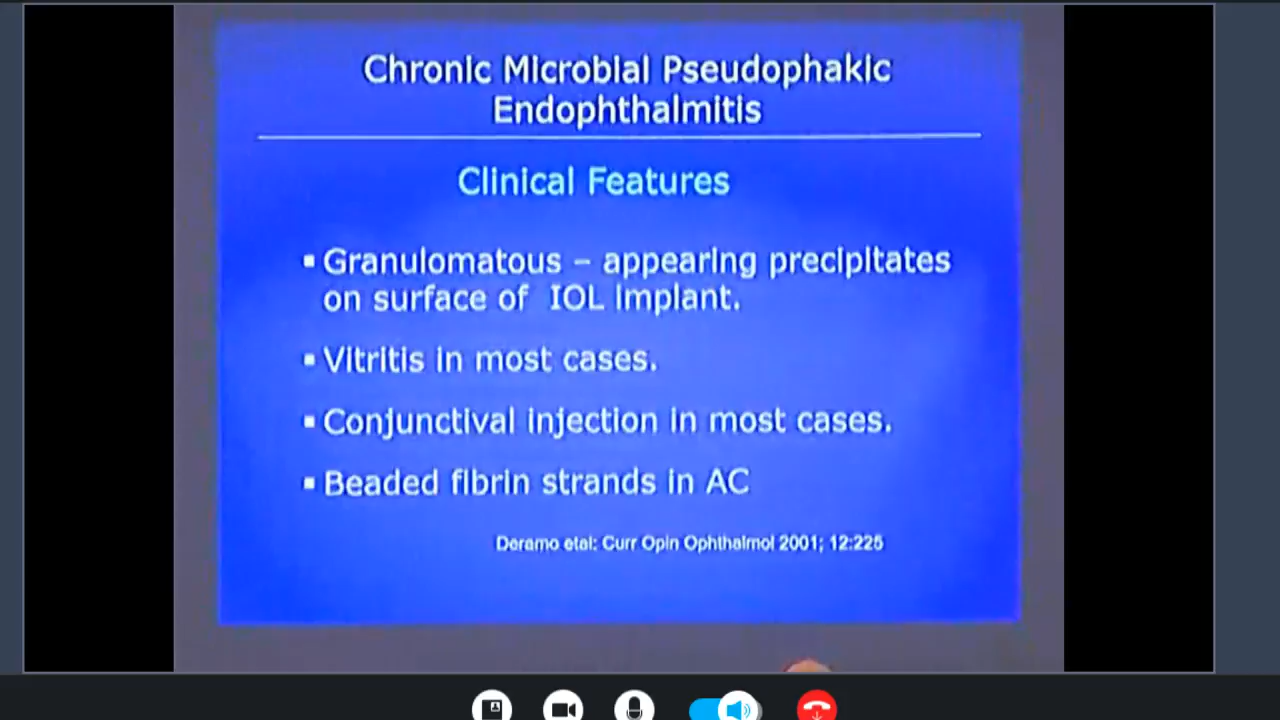 Chronic Microbial Pseudophakic
Endophthalmitis
Clinical Features
▪ Granulomatous – appearing precipitates
on surface of IOL implant.
▪ Vitritis in most cases.
▪ Conjunctival injection in most cases.
▪ Beaded fibrin strands in AC
Deramo etal: Curr Opin Ophthalmol 2001; 12:225